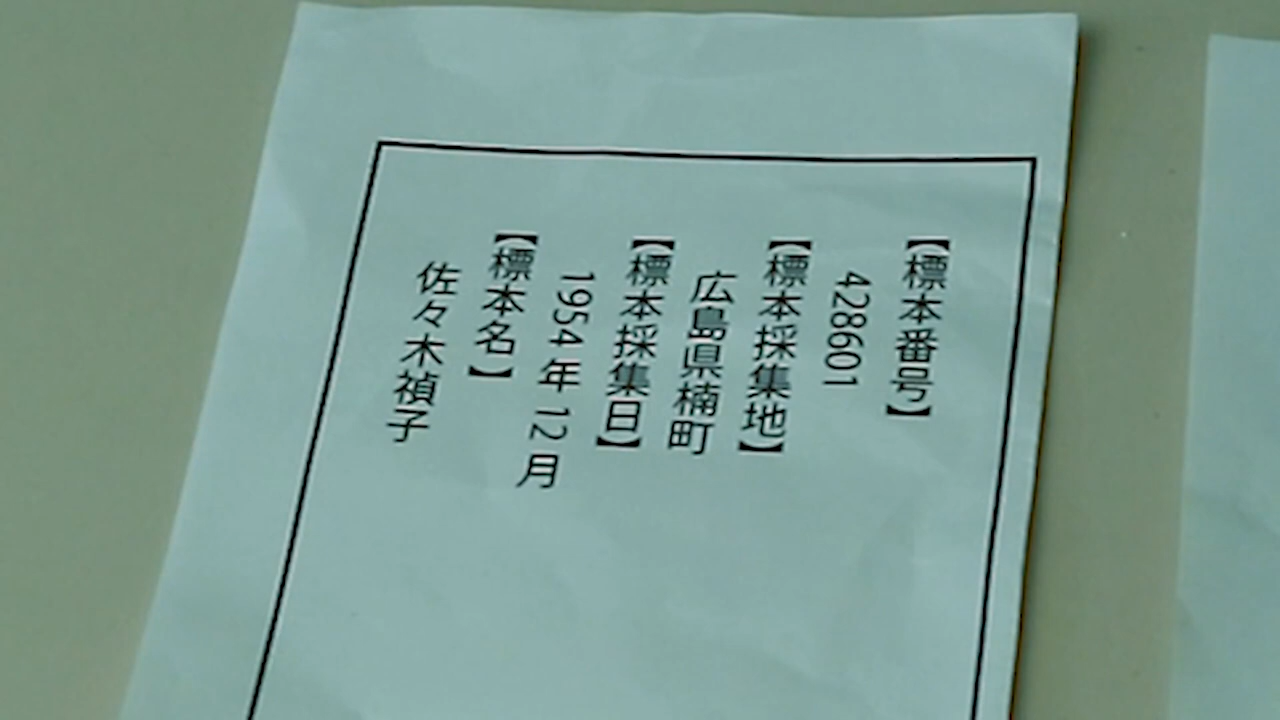 【標本番号】
428601
【標本採集地】
広島県楠町
【標本採集日】
1954年12月
【標本名】
佐々木禎子